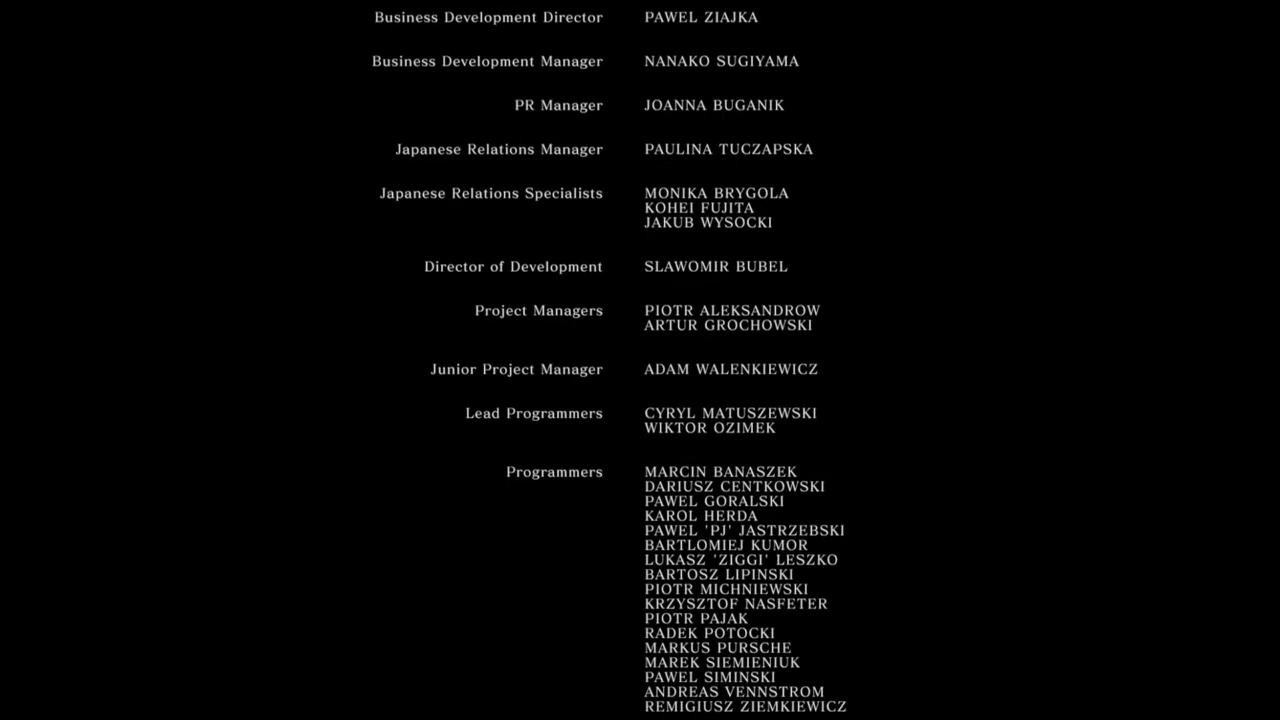 Business Development Director PAWEL ZIAJKA
Business Development Manager NANAKO SUGIYAMA
PR Manager JOANNA BUGANIK
Japanese Relations Manager PAULINA TUCZAPSKA
Japanese Relations Specialists MONIKA BRYGOLA
KOHEI FUJITA
JAKUB WYSOCKI
Director of Development SLAWOMIR BUBEL
Project Managers PIOTR ALEKSANDROW
ARTUR GROCHOWSKI
Junior Project Manager ADAM WALENKIEWICZ
Lead Programmers CYRYL MATUSZEWSKI
WIKTOR OZIMEK
Programmers MARCIN BANASZEK
DARIUSZ CENTKOWSKI
PAWEL GORALSKI
KAROL HERDA
PAWEL 'PJ' JASTRZEBSKI
BARTLOMIEJ KUMOR
LUKASZ 'ZIGGI' LESZKO
BARTOSZ LIPINSKI
PIOTR MICHNIEWSKI
KRZYSZTOF NASFETER
PIOTR PAJAK
RADEK POTOCKI
MARKUS PURSCHE
MAREK SIEMIENIUK
PAWEL SIMINSKI
ANDREAS VENNSTROM
REMIGIUSZ ZIEMKIEWICZ